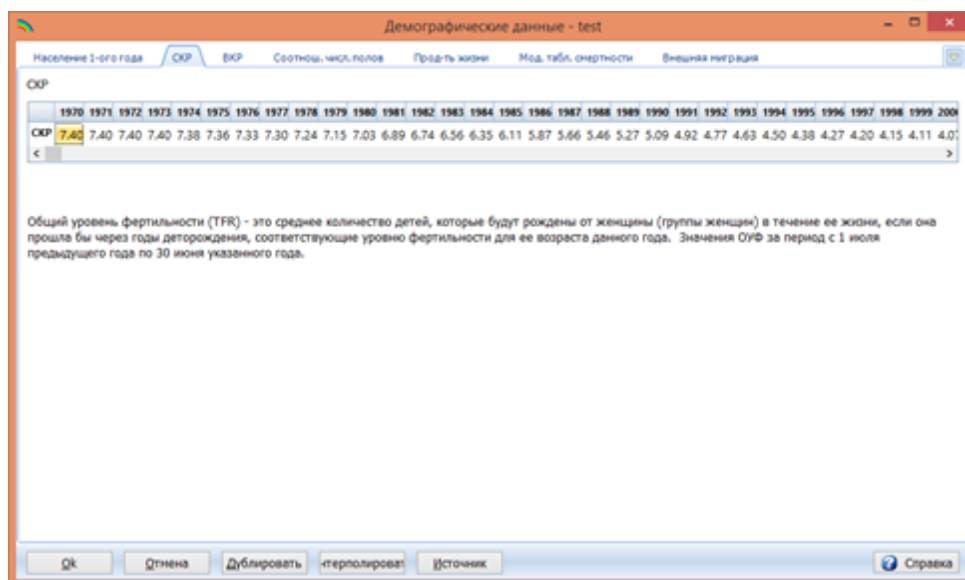 Демографические данные - test
Население 1-ого года СКР ВКР Соотнош. числ. полов Прод-ть жизни Мод. табл. смертности Внешняя миграция
СКР
1970 1971 1972 1973 1974 1975 1976 1977 1978 1979 1980 1981 1982 1983 1984 1985 1986 1987 1988 1989 1990 1991 1992 1993 1994 1995 1996 1997 1998 1999 2000
СКР 7.40 7.40 7.40 7.40 7.38 7.36 7.33 7.30 7.24 7.15 7.03 6.89 6.74 6.56 6.35 6.11 5.87 5.66 5.46 5.27 5.09 4.92 4.77 4.63 4.50 4.38 4.27 4.20 4.15 4.11 4.07
Общий уровень фертильности (TFR) - это среднее количество детей, которые будут рождены от женщины (группы женщин) в течение ее жизни, если она
прошла бы через годы деторождения, соответствующие уровню фертильности для ее возраста данного года. Значения ОУФ за период с 1 июля
предыдущего года по 30 июня указанного года.
Ok Отмена Дублировать нтерполироват Источник Справка